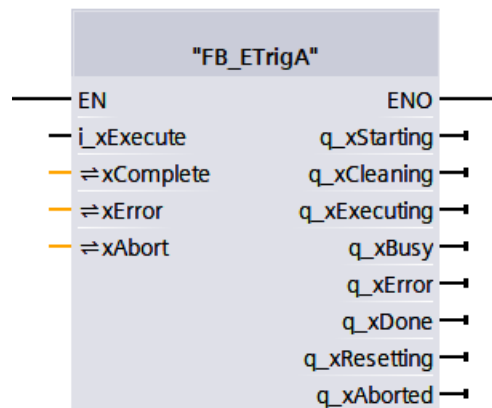 "FB_ETrigA"
EN ENO
i_xExecute q_xStarting
⇌xComplete q_xCleaning
⇌xError q_xExecuting
⇌xAbort q_xBusy
q_xError
q_xDone
q_xResetting
q_xAborted